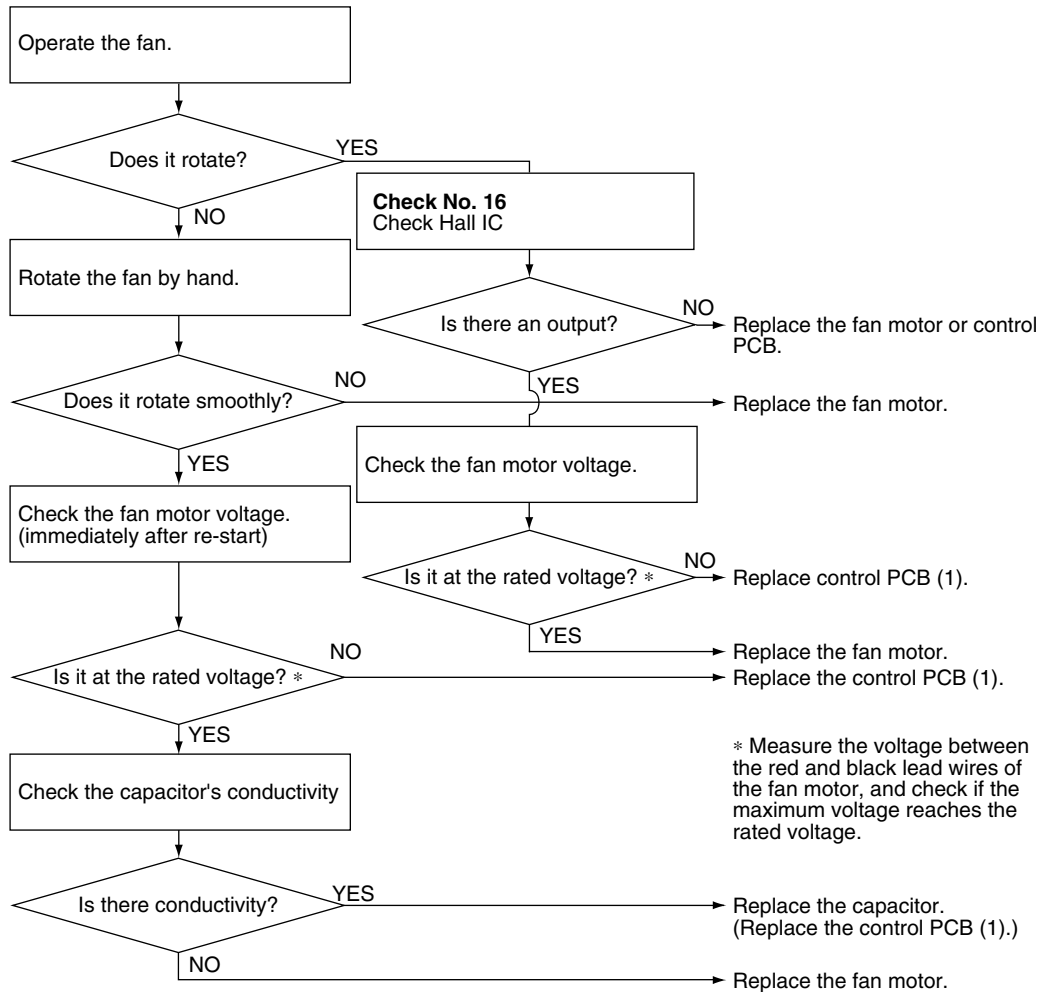 Operate the fan.
Does it rotate?
YES
NO
Check No. 16
Check Hall IC
Rotate the fan by hand.
Is there an output?
NO
Replace the fan motor or control
PCB.
YES
Does it rotate smoothly?
NO
Replace the fan motor.
YES
Check the fan motor voltage.
Check the fan motor voltage.
(immediately after re-start)
Is it at the rated voltage? *
NO
Replace control PCB (1).
YES
Replace the fan motor.
Is it at the rated voltage? *
NO
Replace the control PCB (1).
YES
* Measure the voltage between
the red and black lead wires of
the fan motor, and check if the
maximum voltage reaches the
rated voltage.
Check the capacitor's conductivity
Is there conductivity?
YES
Replace the capacitor.
(Replace the control PCB (1).)
NO
Replace the fan motor.